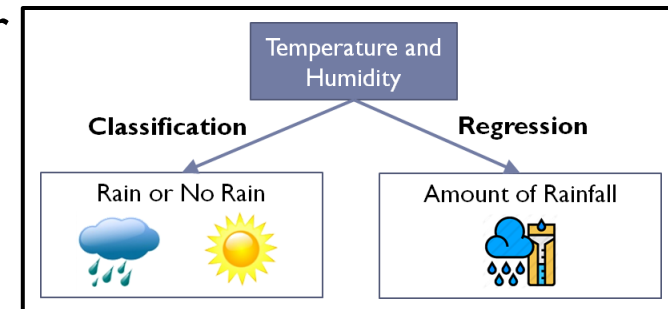 Temperature and
Humidity
Classification
Regression
Rain or No Rain
Amount of Rainfall